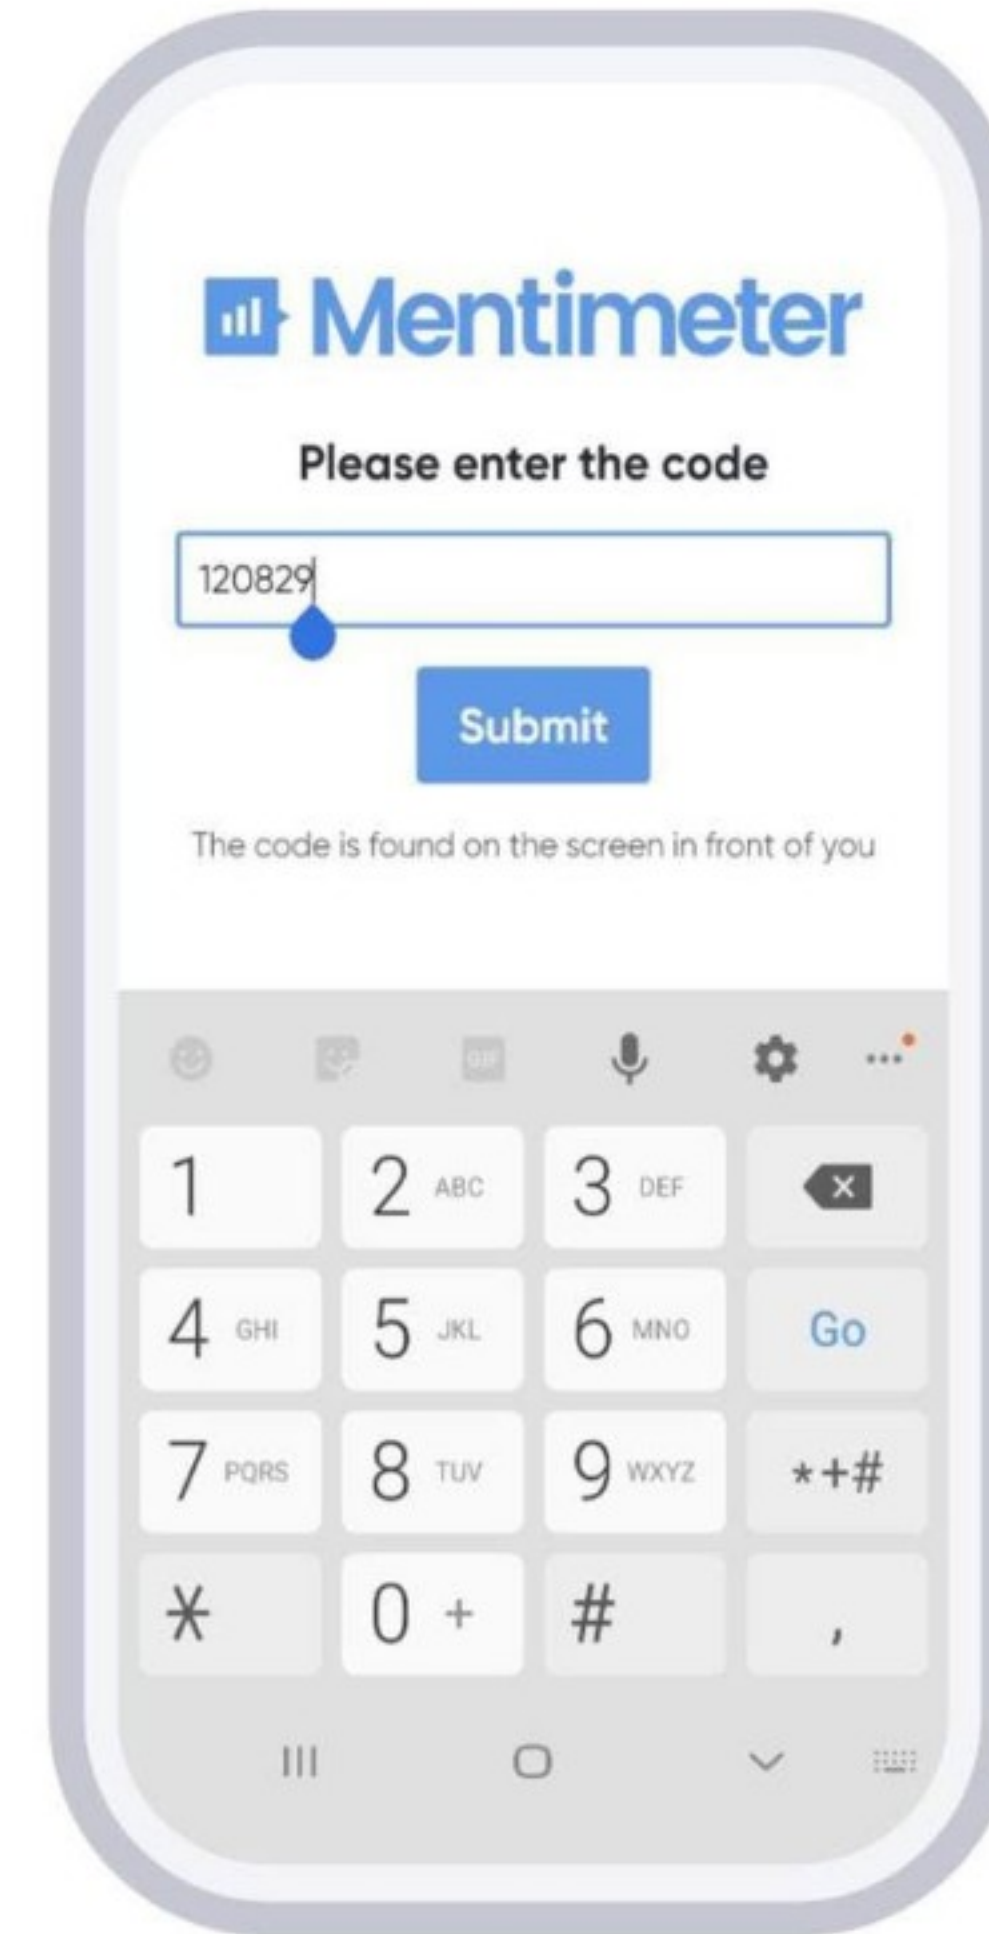 Mentimeter
Please enter the code
120829
Submit
The code is found on the screen in front of you
GIF
1 2 ABC 3 DEF
4 GHI 5 JKL 6 MNO Go
7 PQRS 8 TUV 9 WXYZ *+#
* 0 + # ,